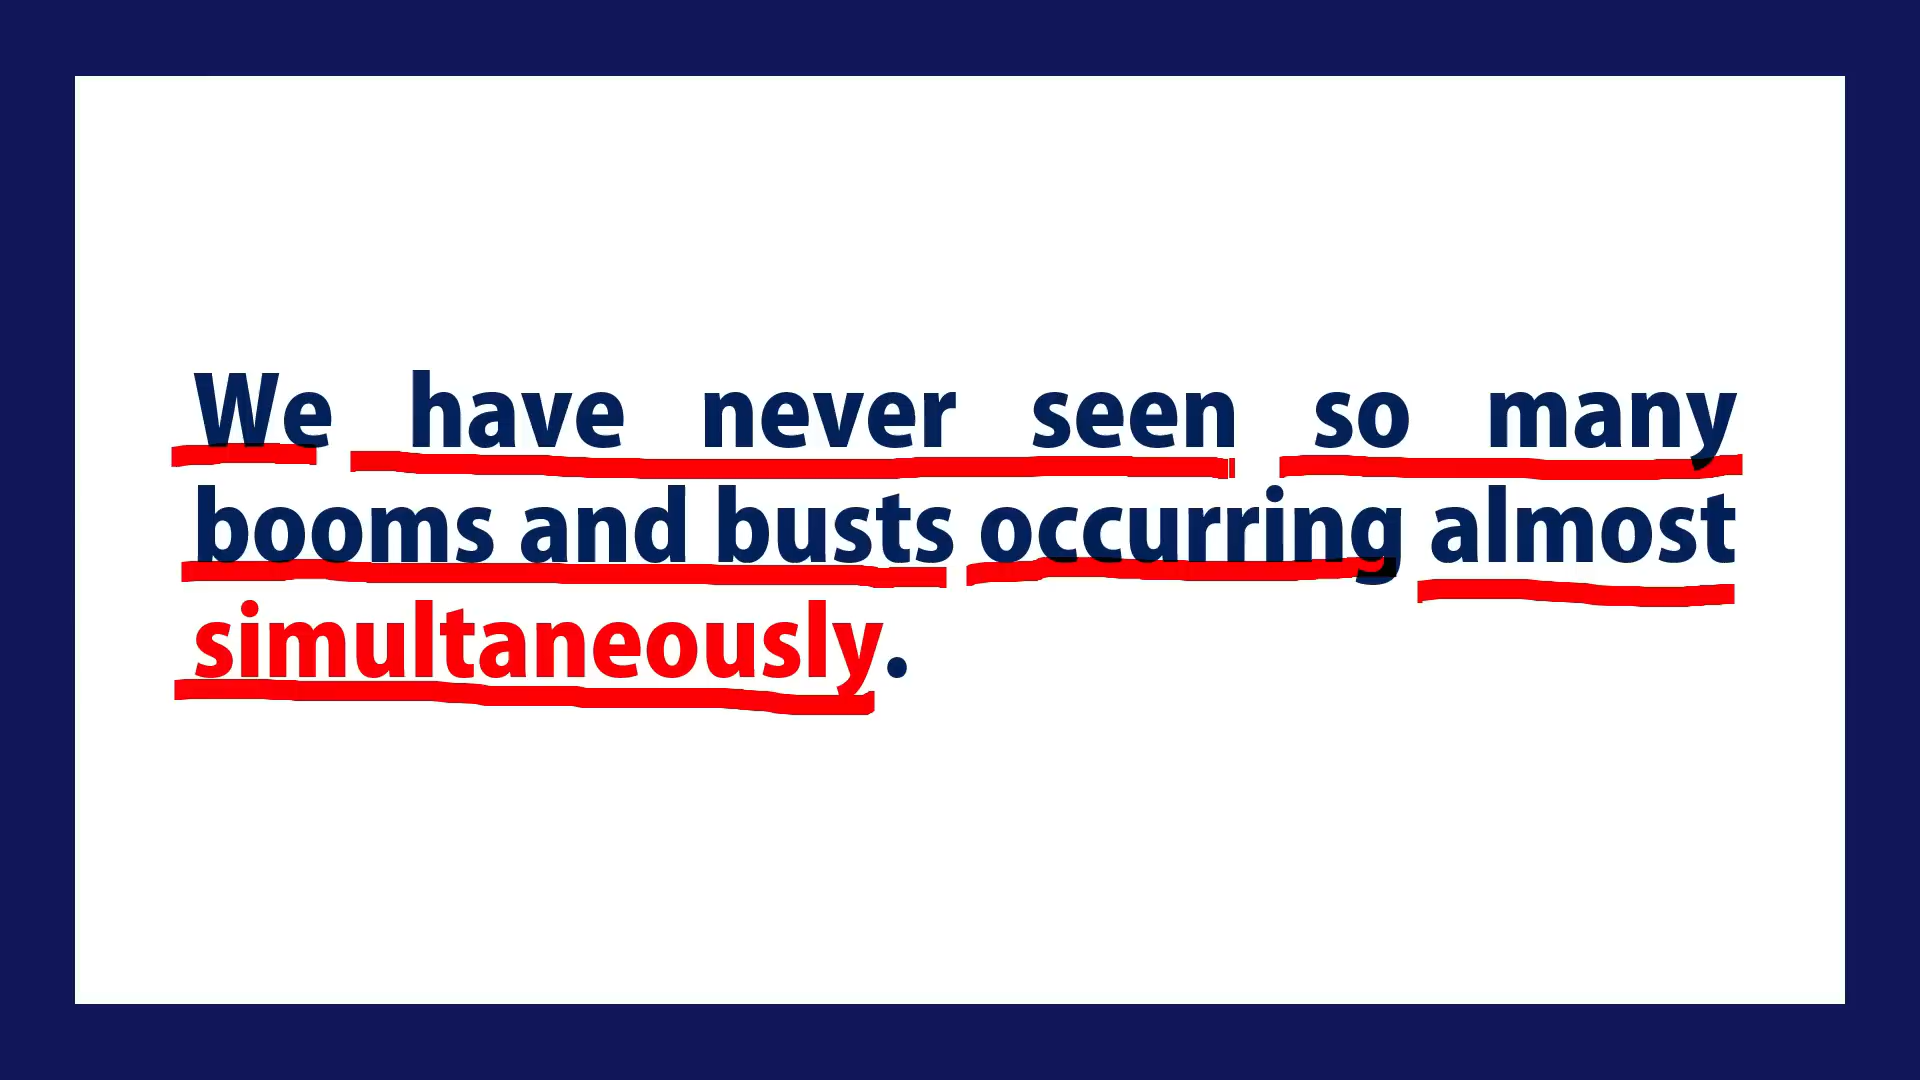 We have never seen so many
booms and busts occurring almost
simultaneously.